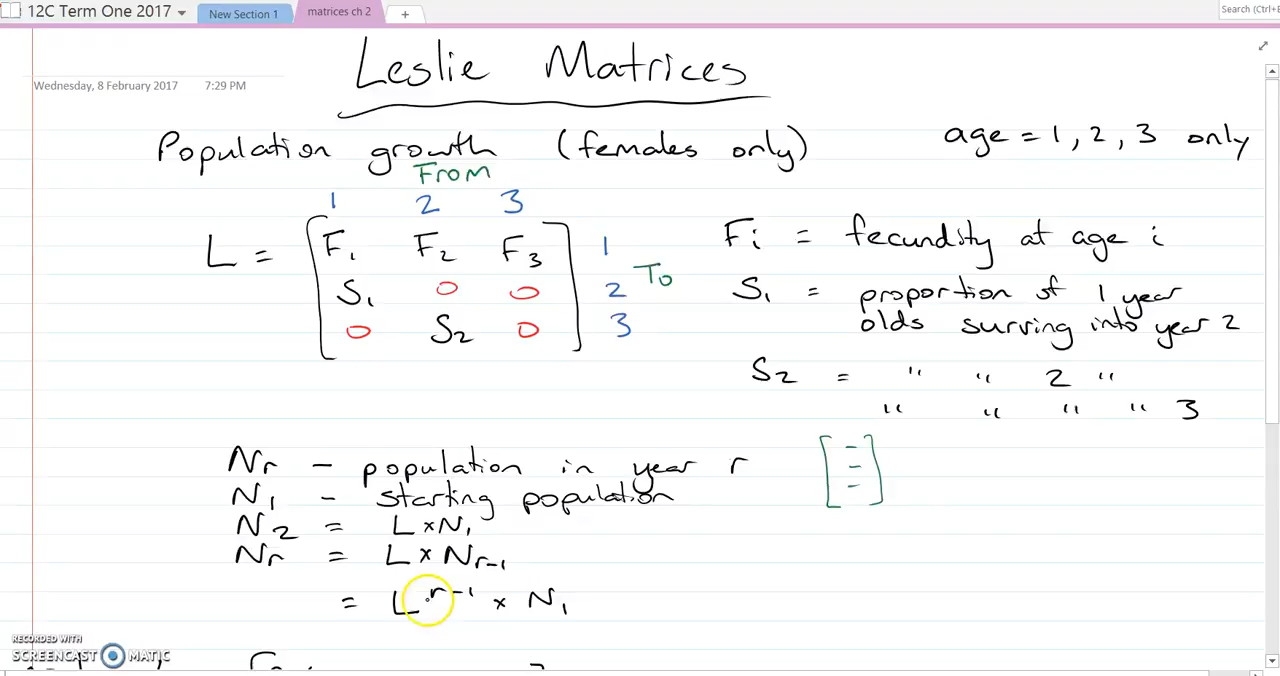 12C Term One 2017
New Section 1
matrices ch 2
+
Search (Ctrl+E
Leslie Matrices
Wednesday, 8 February 2017 7:29 PM
Population growth (females only)
age = 1, 2, 3 only
From
1 2 3
L = [ F₁ F₂ F₃ ] 1
S₁ 0 0 2 To
0 S₂ 0 3
Fi = fecundity at age i
S₁ = proportion of 1 year
olds surving into year 2
S₂ = " " 2 "
" " " " 3
Nr - population in year r [ - - - ]
N₁ - starting population
N₂ = L × N₁
Nr = L × Nr-1
= L^r-1 × N₁
RECORDED WITH
SCREENCAST MATIC